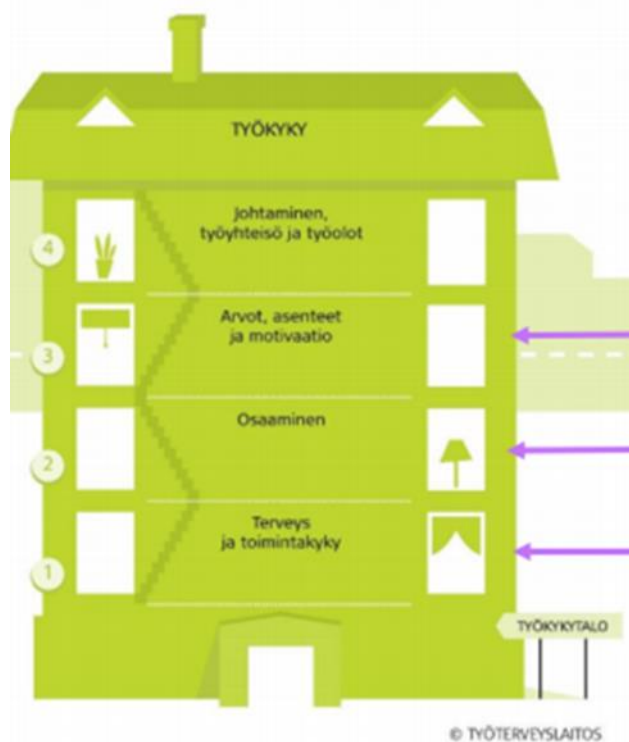 TYÖKYKY
4
Johtaminen,
työyhteisö ja työolot
3
Arvot, asenteet
ja motivaatio
2
Osaaminen
1
Terveys
ja toimintakyky
TYÖKYKYTALO
© TYÖTERVEYSLAITOS